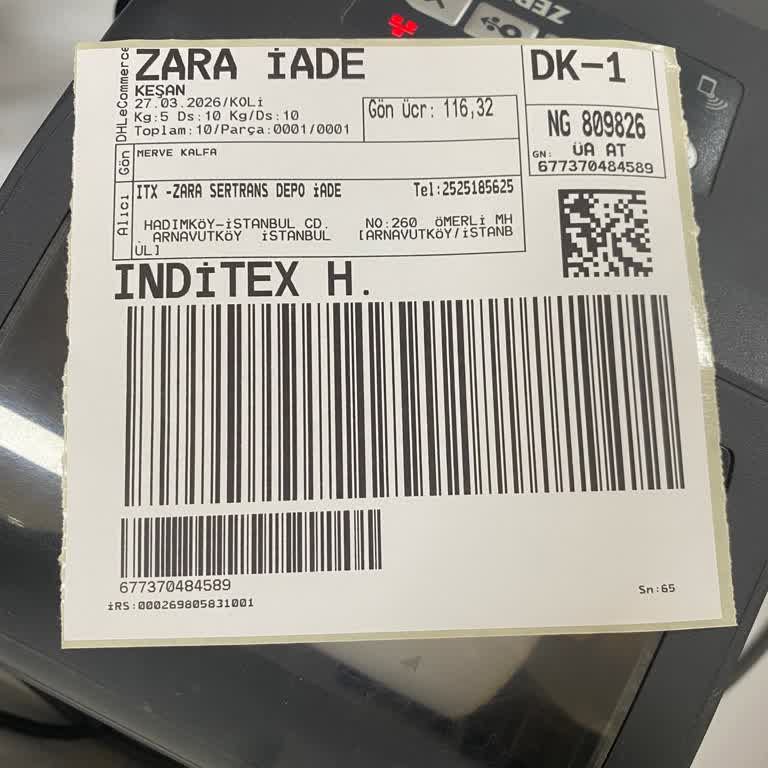 ZEBRA
DHLeCommerce
ZARA İADE
KEŞAN
27.03.2026/KOLİ
Kg:5 Ds:10 Kg/Ds:10
Toplam:10/Parça:0001/0001
Gön Ücr: 116,32
DK-1
NG 809826
ÜA AT
GN: 677370484589
Gön
MERVE KALFA
Alıcı
ITX -ZARA SERTRANS DEPO İADE Tel:2525185625
HADIMKÖY-İSTANBUL CD. NO:260 ÖMERLİ MH
. ARNAVUTKÖY İSTANBUL [ARNAVUTKÖY/İSTANB
UL]
INDİTEX H.
677370484589
İRS:000269805831001
Sn:65